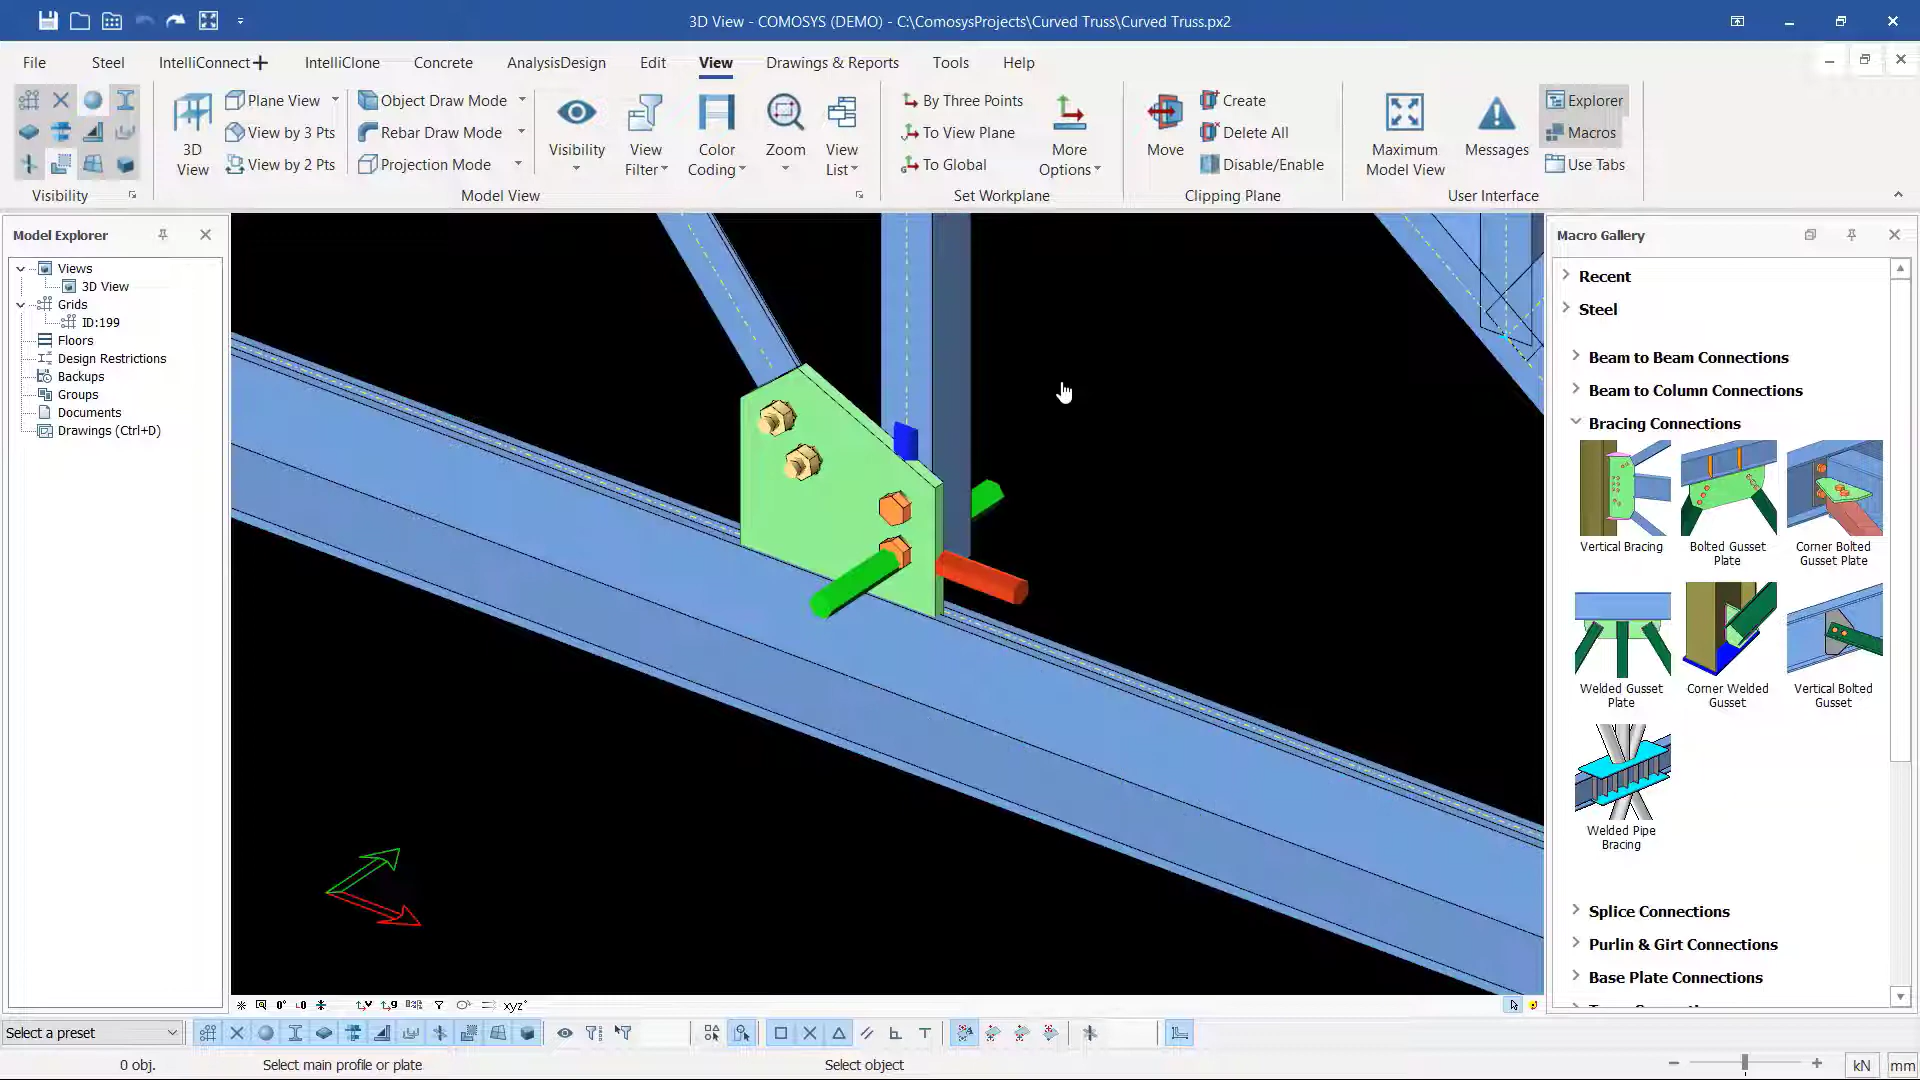 3D View - COMOSYS (DEMO) - C:\ComosysProjects\Curved Truss\Curved Truss.px2
File
Steel
IntelliConnect+
IntelliClone
Concrete
AnalysisDesign
Edit
View
Drawings & Reports
Tools
Help
3D
View
Plane View
View by 3 Pts
View by 2 Pts
Object Draw Mode
Rebar Draw Mode
Projection Mode
Visibility
View
Filter
Color
Coding
Zoom
View
List
By Three Points
To View Plane
To Global
More
Options
Move
Create
Delete All
Disable/Enable
Maximum
Model View
Messages
Explorer
Macros
Use Tabs
Visibility
Model View
Set Workplane
Clipping Plane
User Interface
Model Explorer
Views
3D View
Grids
ID:199
Floors
Design Restrictions
Backups
Groups
Documents
Drawings (Ctrl+D)
Macro Gallery
Recent
Steel
Beam to Beam Connections
Beam to Column Connections
Bracing Connections
Vertical Bracing
Bolted Gusset
Plate
Corner Bolted
Gusset Plate
Welded Gusset
Plate
Corner Welded
Gusset
Vertical Bolted
Gusset
Welded Pipe
Bracing
Splice Connections
Purlin & Girt Connections
Base Plate Connections
xyz
Select a preset
0 obj.
Select main profile or plate
Select object
kN
mm